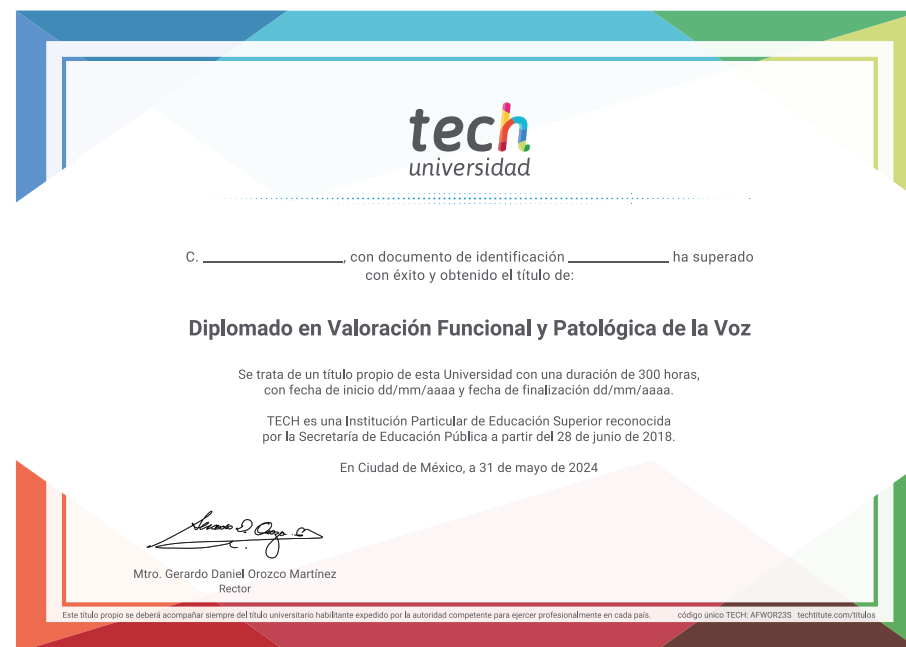 tech
universidad
C. ____________________, con documento de identificación ______________ ha superado
con éxito y obtenido el título de:
Diplomado en Valoración Funcional y Patológica de la Voz
Se trata de un título propio de esta Universidad con una duración de 300 horas,
con fecha de inicio dd/mm/aaaa y fecha de finalización dd/mm/aaaa.
TECH es una Institución Particular de Educación Superior reconocida
por la Secretaría de Educación Pública a partir del 28 de junio de 2018.
En Ciudad de México, a 31 de mayo de 2024
Mtro. Gerardo Daniel Orozco Martínez
Rector
Este título propio se deberá acompañar siempre del título universitario habilitante expedido por la autoridad competente para ejercer profesionalmente en cada país. código único TECH: AFWOR23S techtitute.com/titulos